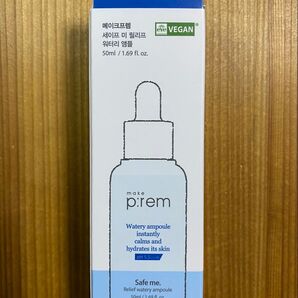 메이크프렘
세이프 미 릴리프
워터리 앰플
50ml / 1.69 fl. oz.
VEGAN
make
p:rem
Watery ampoule
instantly
calms and
hydrates its skin
Safe me.
Relief watery ampoule